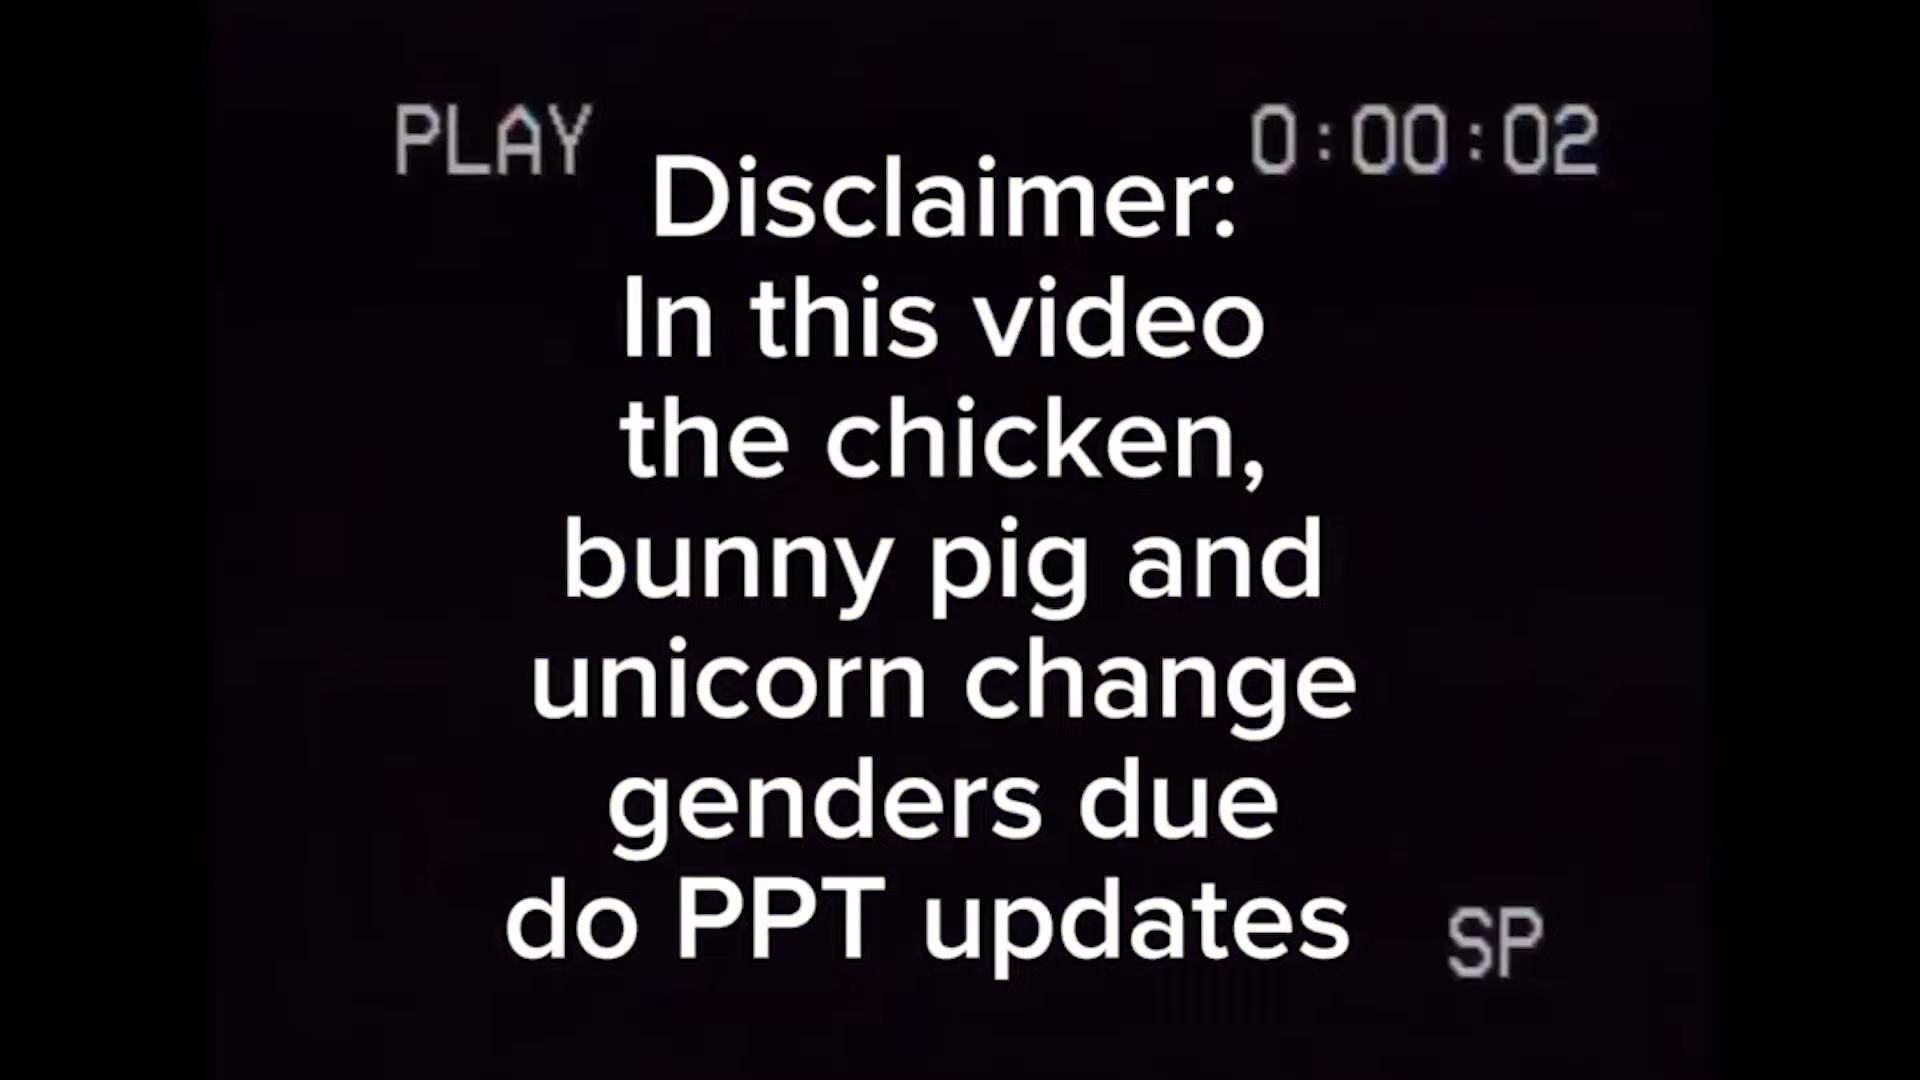 PLAY
0:00:02
Disclaimer:
In this video
the chicken,
bunny pig and
unicorn change
genders due
do PPT updates
SP